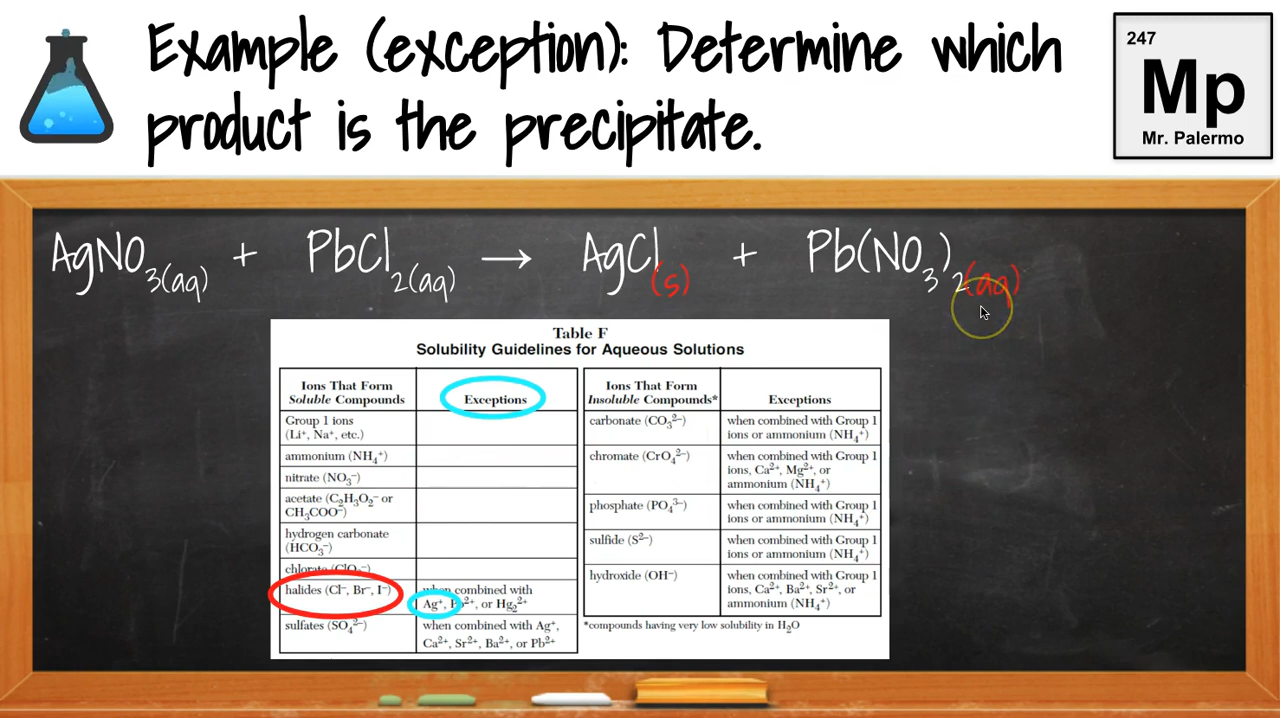 Example (exception): Determine which
product is the precipitate.
247
Mp
Mr. Palermo
AgNO3(aq) + PbCl2(aq) → AgCl(s) + Pb(NO3)2(aq)
Table F
Solubility Guidelines for Aqueous Solutions
Ions That Form
Soluble Compounds
Exceptions
Group 1 ions
(Li⁺, Na⁺, etc.)
ammonium (NH₄⁺)
nitrate (NO₃⁻)
acetate (C₂H₃O₂⁻ or
CH₃COO⁻)
hydrogen carbonate
(HCO₃⁻)
chlorate (ClO₃⁻)
halides (Cl⁻, Br⁻, I⁻)
when combined with
Ag⁺, Pb²⁺, or Hg₂²⁺
sulfates (SO₄²⁻)
when combined with Ag⁺,
Ca²⁺, Sr²⁺, Ba²⁺, or Pb²⁺
Ions That Form
Insoluble Compounds*
Exceptions
carbonate (CO₃²⁻)
when combined with Group 1
ions or ammonium (NH₄⁺)
chromate (CrO₄²⁻)
when combined with Group 1
ions, Ca²⁺, Mg²⁺, or
ammonium (NH₄⁺)
phosphate (PO₄³⁻)
when combined with Group 1
ions or ammonium (NH₄⁺)
sulfide (S²⁻)
when combined with Group 1
ions or ammonium (NH₄⁺)
hydroxide (OH⁻)
when combined with Group 1
ions, Ca²⁺, Ba²⁺, Sr²⁺, or
ammonium (NH₄⁺)
*compounds having very low solubility in H₂O